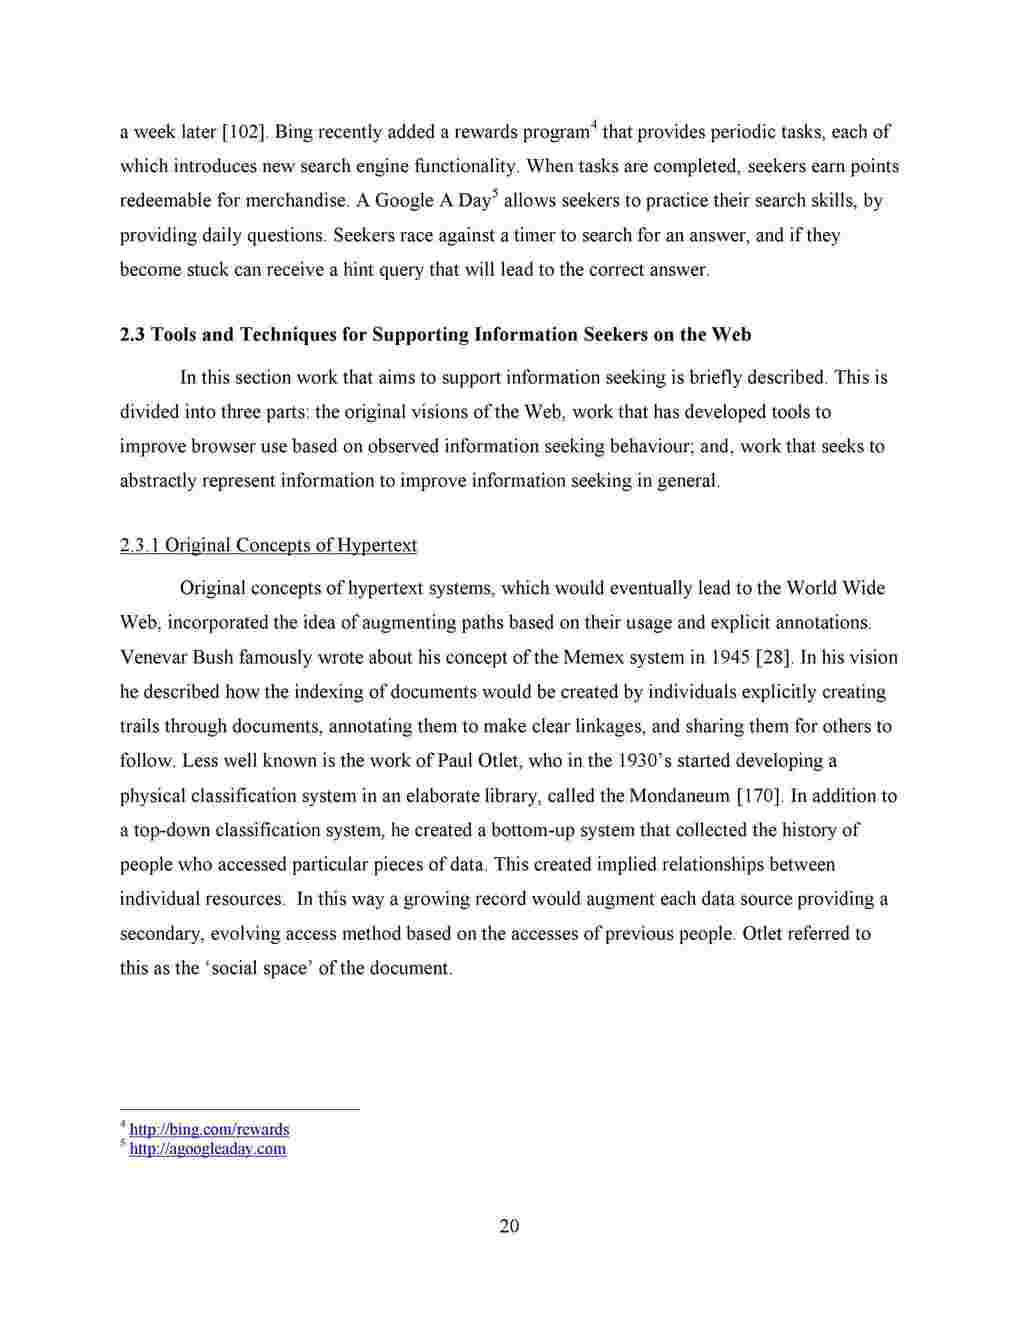 a week later [102]. Bing recently added a rewards program4 that provides periodic tasks, each of
which introduces new search engine functionality. When tasks are completed, seekers earn points
redeemable for merchandise. A Google A Day5 allows seekers to practice their search skills, by
providing daily questions. Seekers race against a timer to search for an answer, and if they
become stuck can receive a hint query that will lead to the correct answer.
2.3 Tools and Techniques for Supporting Information Seekers on the Web
In this section work that aims to support information seeking is briefly described. This is
divided into three parts: the original visions of the Web, work that has developed tools to
improve browser use based on observed information seeking behaviour; and, work that seeks to
abstractly represent information to improve information seeking in general.
2.3.1 Original Concepts of Hypertext
Original concepts of hypertext systems, which would eventually lead to the World Wide
Web, incorporated the idea of augmenting paths based on their usage and explicit annotations.
Venevar Bush famously wrote about his concept of the Memex system in 1945 [28]. In his vision
he described how the indexing of documents would be created by individuals explicitly creating
trails through documents, annotating them to make clear linkages, and sharing them for others to
follow. Less well known is the work of Paul Otlet, who in the 1930’s started developing a
physical classification system in an elaborate library, called the Mondaneum [170]. In addition to
a top-down classification system, he created a bottom-up system that collected the history of
people who accessed particular pieces of data. This created implied relationships between
individual resources.  In this way a growing record would augment each data source providing a
secondary, evolving access method based on the accesses of previous people. Otlet referred to
this as the ‘social space’ of the document.
4 http://bing.com/rewards
5 http://agoogleaday.com
20